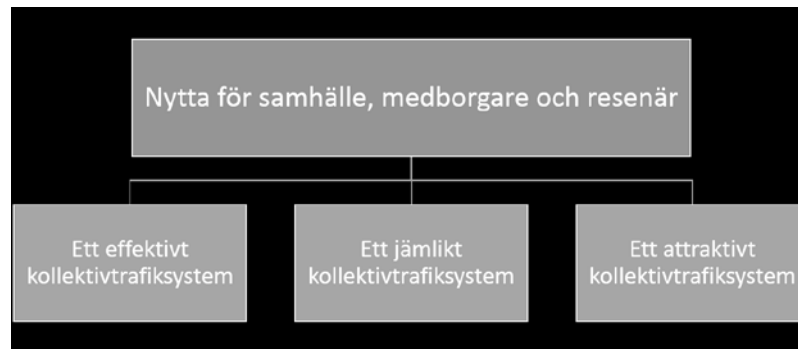 Nytta för samhälle, medborgare och resenär
Ett effektivt
kollektivtrafiksystem
Ett jämlikt
kollektivtrafiksystem
Ett attraktivt
kollektivtrafiksystem